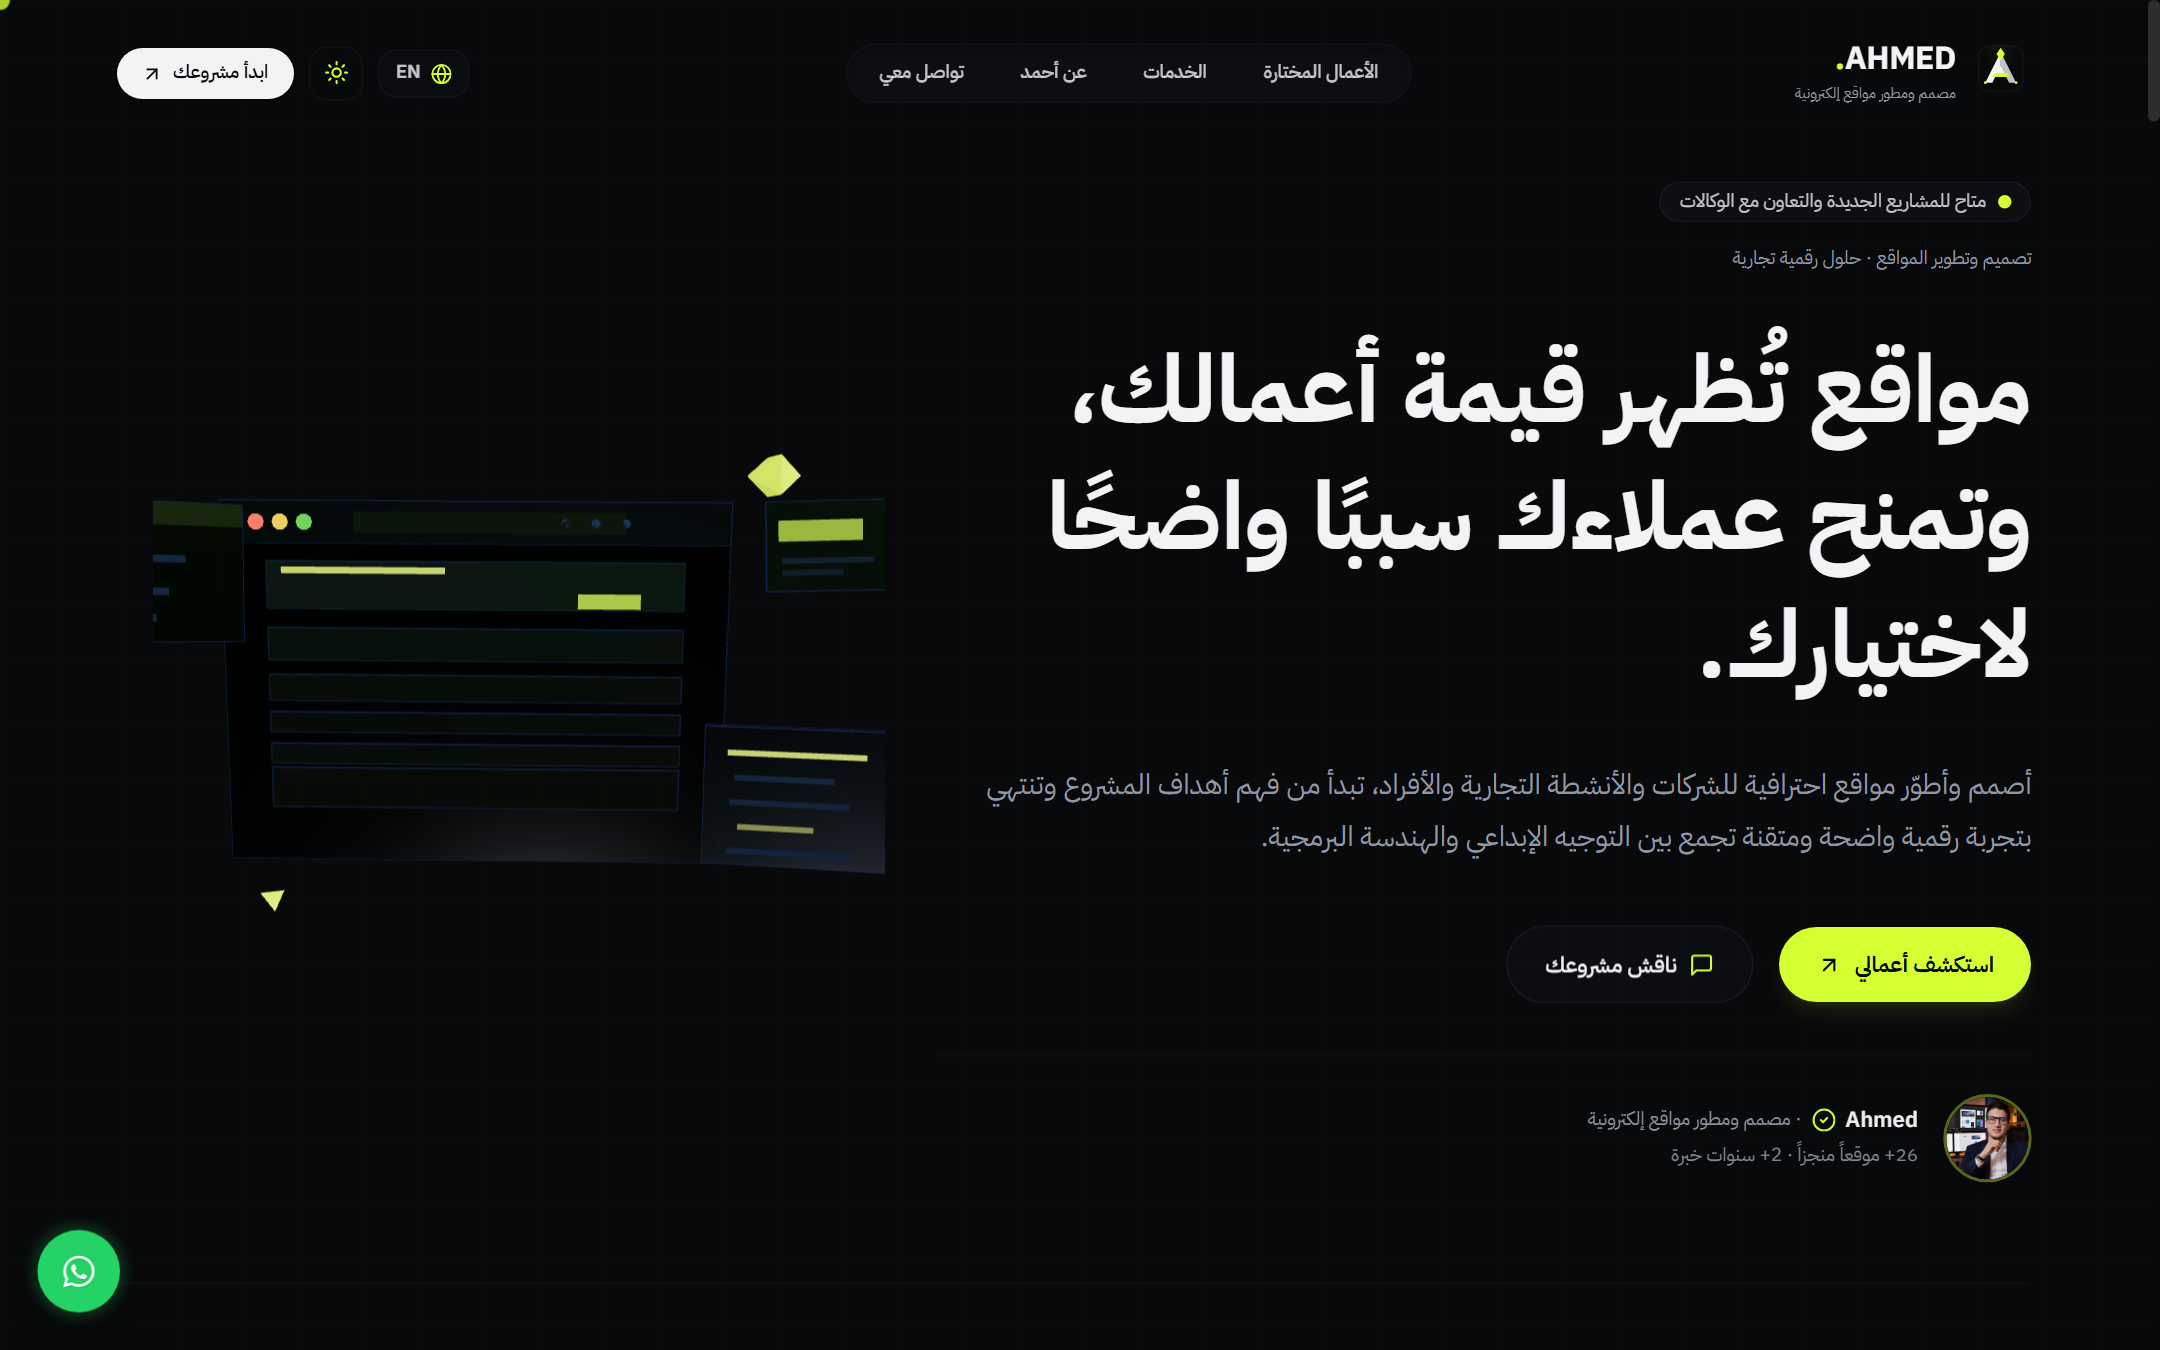 AHMED.
مصمم ومطور مواقع إلكترونية
الأعمال المختارة
الخدمات
عن أحمد
تواصل معي
EN
ابدأ مشروعك
متاح للمشاريع الجديدة والتعاون مع الوكالات
تصميم وتطوير المواقع · حلول رقمية تجارية
مواقع تُظهر قيمة أعمالك،
وتمنح عملاءك سببًا واضحًا
لاختيارك.
أصمم وأطوّر مواقع احترافية للشركات والأنشطة التجارية والأفراد، تبدأ من فهم أهداف المشروع وتنتهي
بتجربة رقمية واضحة ومتقنة تجمع بين التوجيه الإبداعي والهندسة البرمجية.
استكشف أعمالي
ناقش مشروعك
Ahmed · مصمم ومطور مواقع إلكترونية
26+ موقعاً منجزاً · 2+ سنوات خبرة